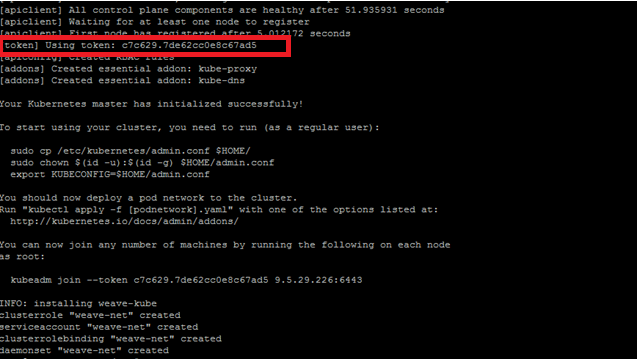 [apiclient] All control plane components are healthy after 51.935931 seconds
[apiclient] Waiting for at least one node to register
[apiclient] First node has registered after 5.012172 seconds
token] Using token: c7c629.7de62cc0e8c67ad5
[apiconfig] Created RBAC rules
[addons] Created essential addon: kube-proxy
[addons] Created essential addon: kube-dns
Your Kubernetes master has initialized successfully!
To start using your cluster, you need to run (as a regular user):
sudo cp /etc/kubernetes/admin.conf $HOME/
sudo chown $(id -u):$(id -g) $HOME/admin.conf
export KUBECONFIG=$HOME/admin.conf
You should now deploy a pod network to the cluster.
Run "kubectl apply -f [podnetwork].yaml" with one of the options listed at:
http://kubernetes.io/docs/admin/addons/
You can now join any number of machines by running the following on each node
as root:
kubeadm join --token c7c629.7de62cc0e8c67ad5 9.5.29.226:6443
INFO: installing weave-kube
clusterrole "weave-net" created
serviceaccount "weave-net" created
clusterrolebinding "weave-net" created
daemonset "weave-net" created